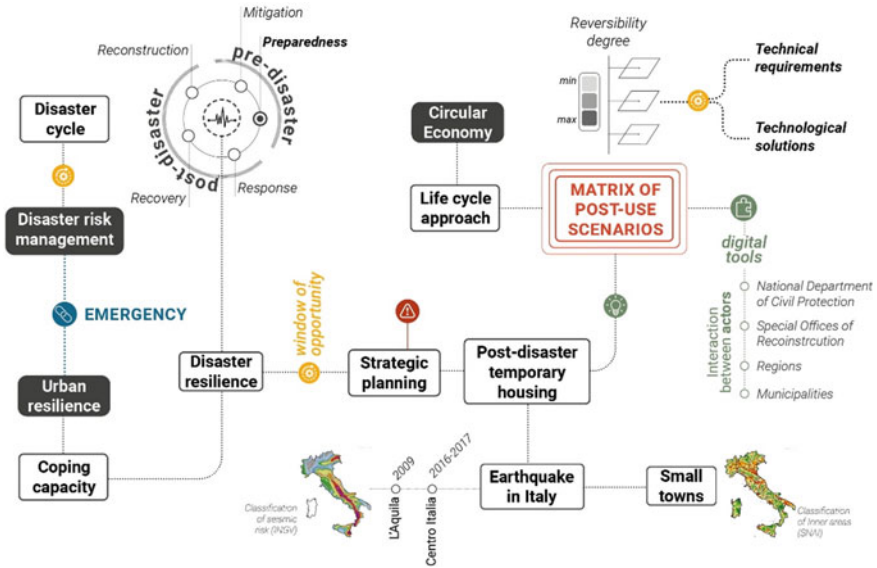 Mitigation
Reconstruction
Preparedness
pre-disaster
post-disaster
Recovery
Response
Disaster
cycle
Disaster risk
management
EMERGENCY
Urban
resilience
Coping
capacity
Disaster
resilience
window of
opportunity
Strategic
planning
Post-disaster
temporary
housing
Circular
Economy
Life cycle
approach
MATRIX OF
POST-USE
SCENARIOS
Reversibility
degree
min
max
Technical
requirements
Technological
solutions
digital
tools
Interaction
between actors
National Department
of Civil Protection
Special Offices of
Recoinstrcution
Regions
Municipalities
Classification
of seismic
risk (INGV)
2009
L'Aquila
2016-2017
Centro Italia
Earthquake
in Italy
Small
towns
Classification
of Inner areas
(SNAI)